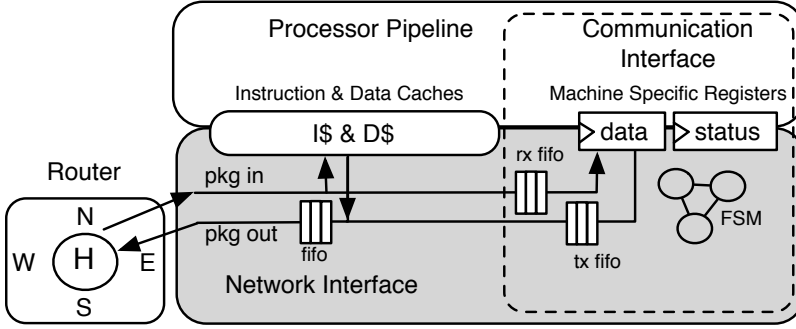 Processor Pipeline
Communication
Interface
Instruction & Data Caches
Machine Specific Registers
I$ & D$
data
status
rx fifo
Router
pkg in
N
FSM
pkg out
W
H
E
fifo
tx fifo
Network Interface
S